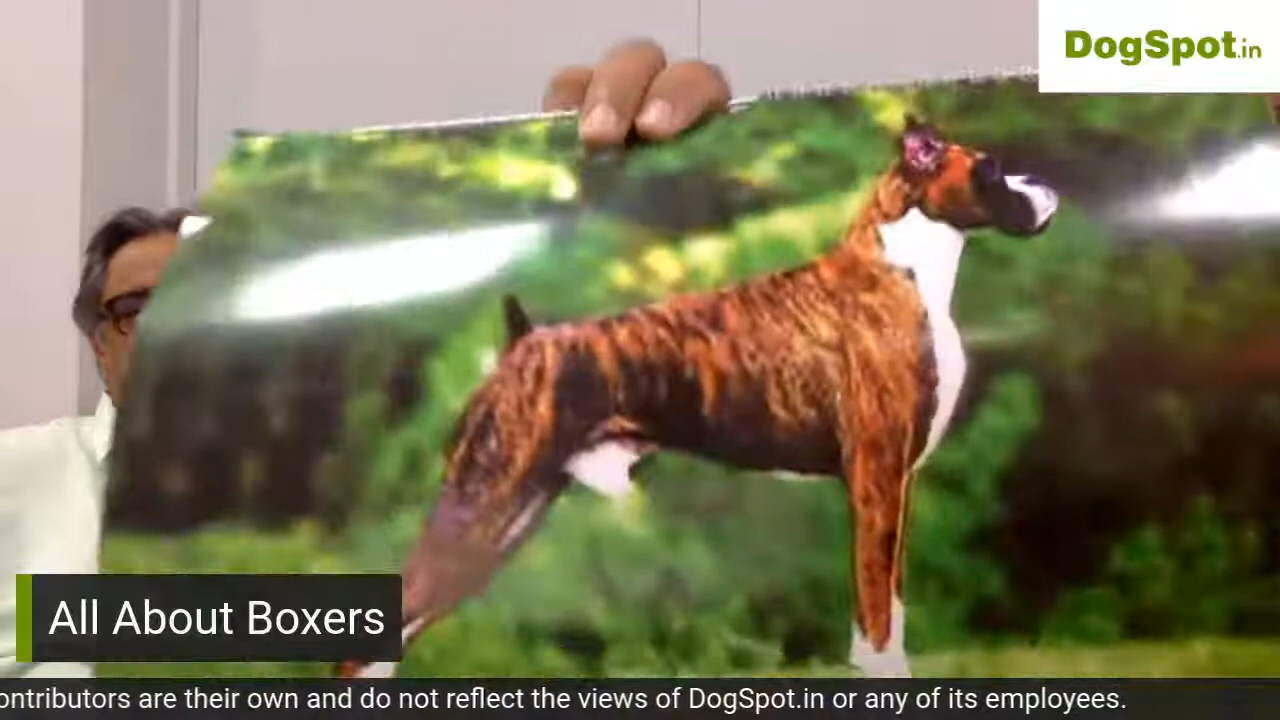 DogSpot.in
All About Boxers
ontributors are their own and do not reflect the views of DogSpot.in or any of its employees.